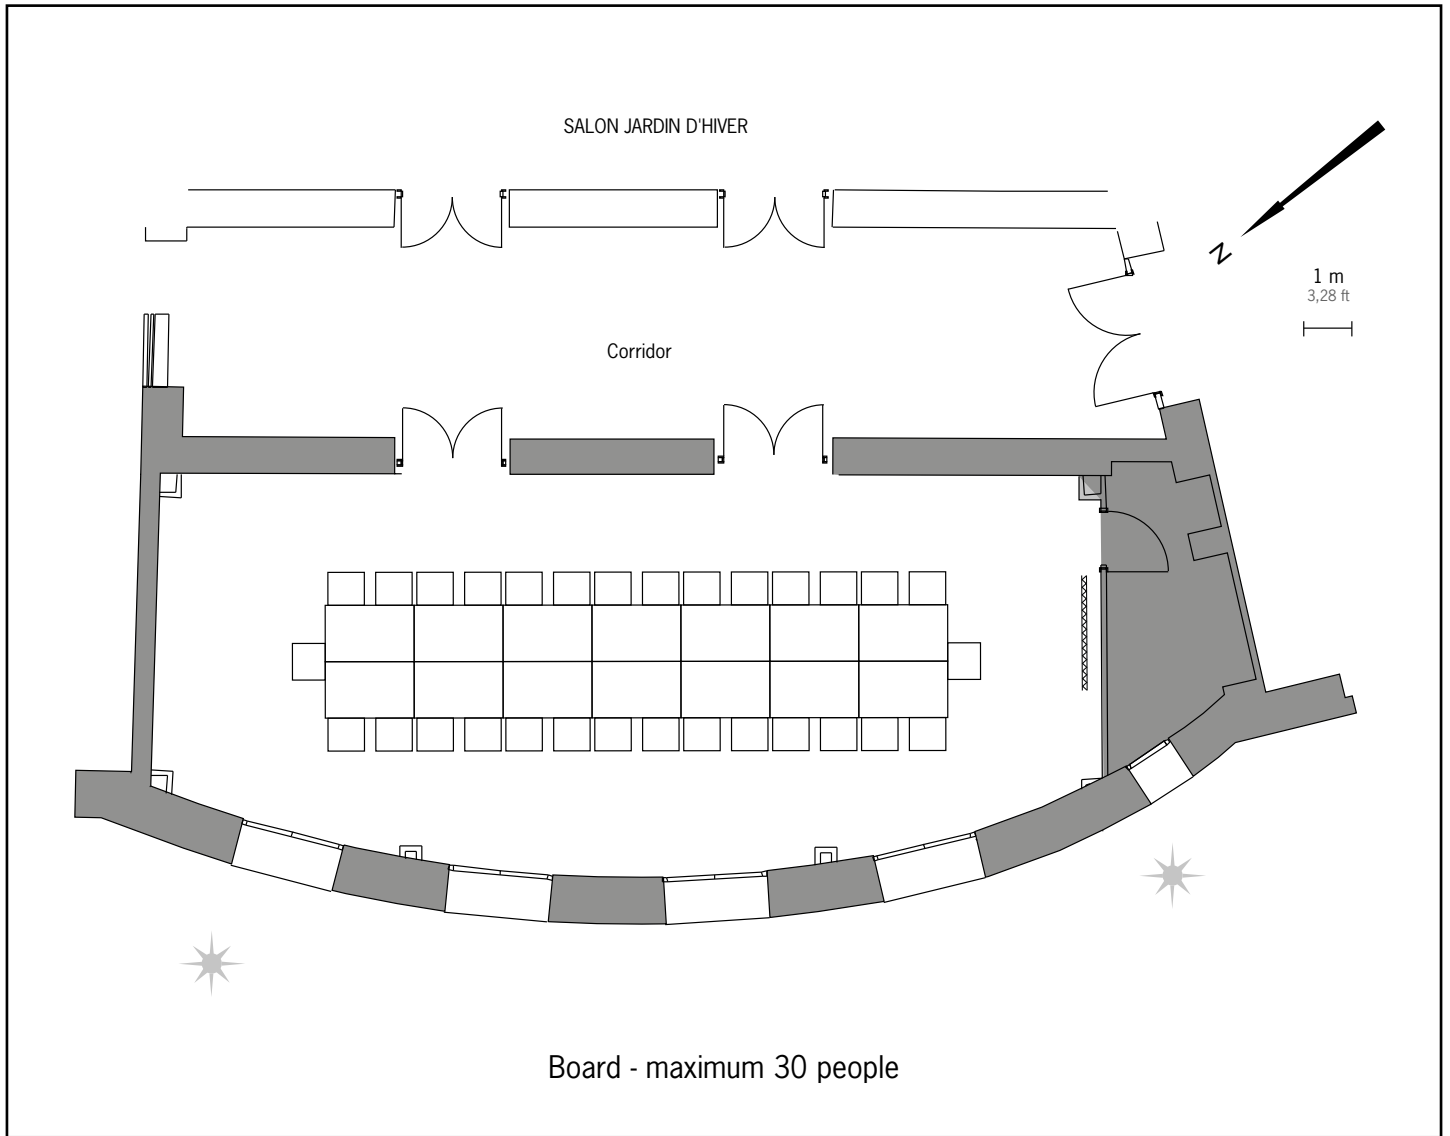 SALON JARDIN D'HIVER
N
1 m
3,28 ft
Corridor
Board - maximum 30 people